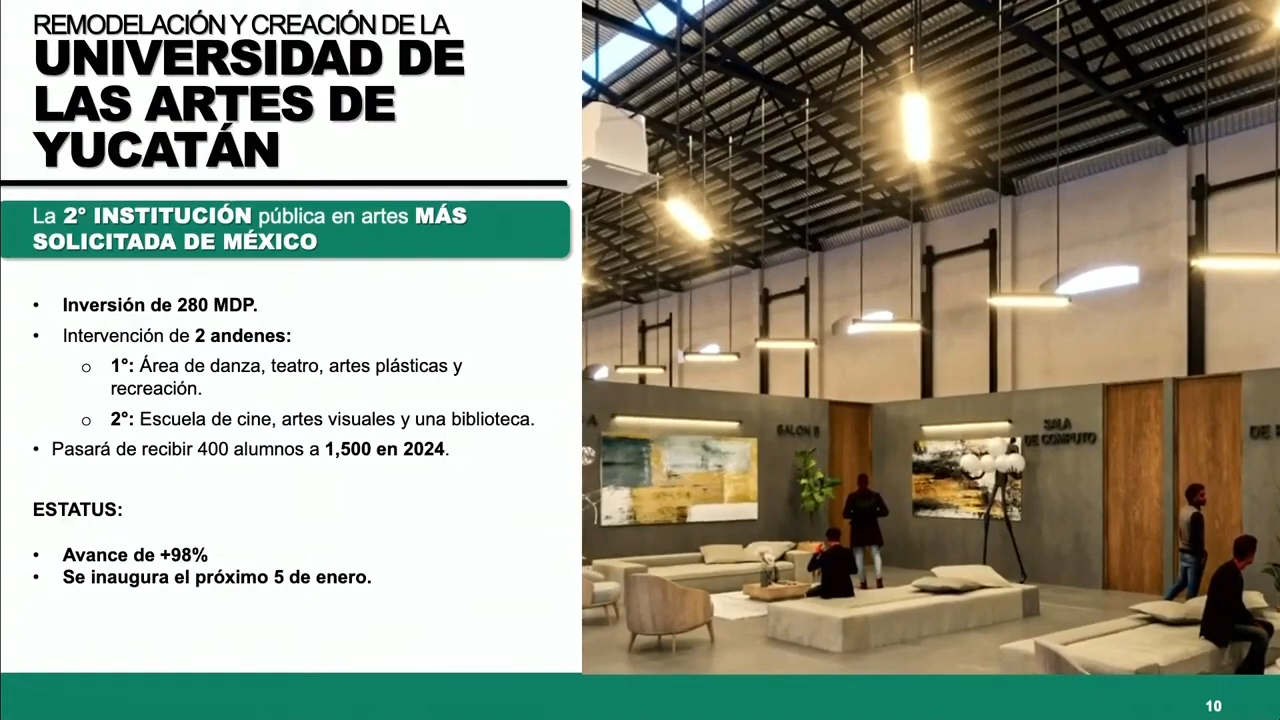 REMODELACIÓN Y CREACIÓN DE LA
UNIVERSIDAD DE
LAS ARTES DE
YUCATÁN
La 2° INSTITUCIÓN pública en artes MÁS
SOLICITADA DE MÉXICO
• Inversión de 280 MDP.
• Intervención de 2 andenes:
o 1°: Área de danza, teatro, artes plásticas y
recreación.
o 2°: Escuela de cine, artes visuales y una biblioteca.
• Pasará de recibir 400 alumnos a 1,500 en 2024.
ESTATUS:
• Avance de +98%
• Se inaugura el próximo 5 de enero.
A
SALON B
SALA
DE COMPUTO
DE
10